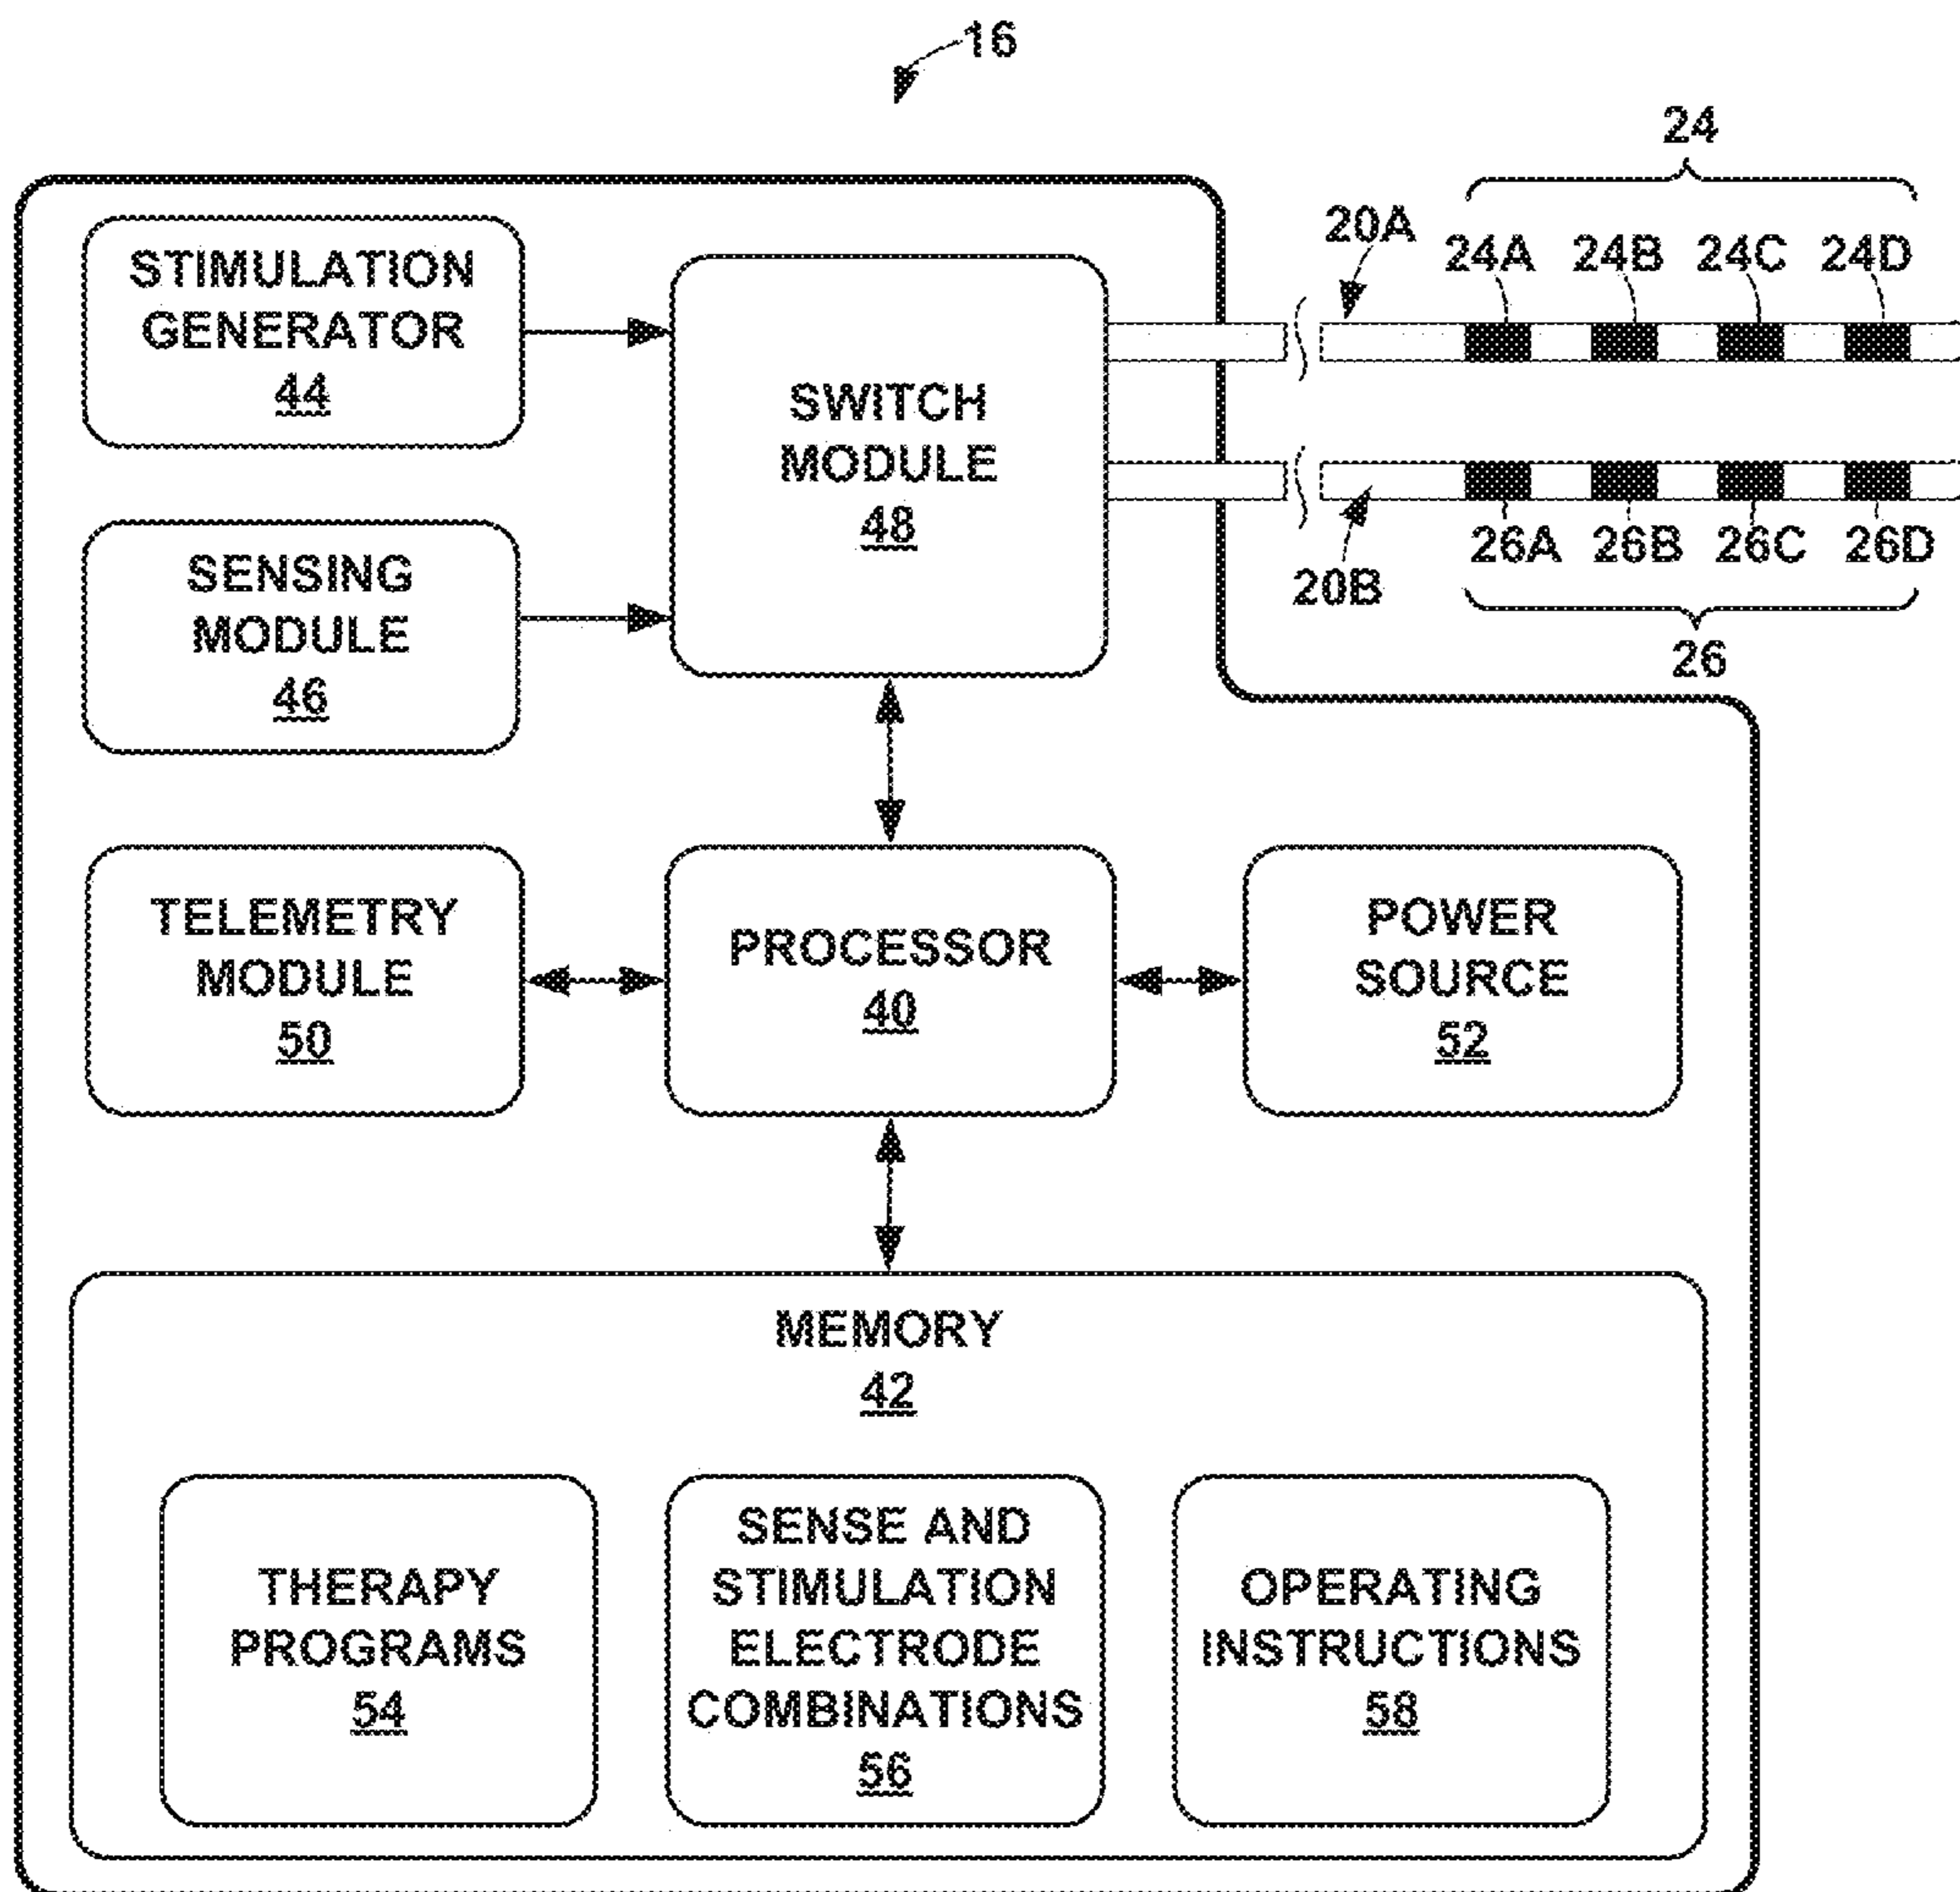 16
24
20A
24A 24B 24C 24D
STIMULATION
GENERATOR
44
SWITCH
MODULE
48
SENSING
MODULE
46
26A 26B 26C 26D
20B
26
TELEMETRY
MODULE
50
PROCESSOR
40
POWER
SOURCE
52
MEMORY
42
THERAPY
PROGRAMS
54
SENSE AND
STIMULATION
ELECTRODE
COMBINATIONS
56
OPERATING
INSTRUCTIONS
58